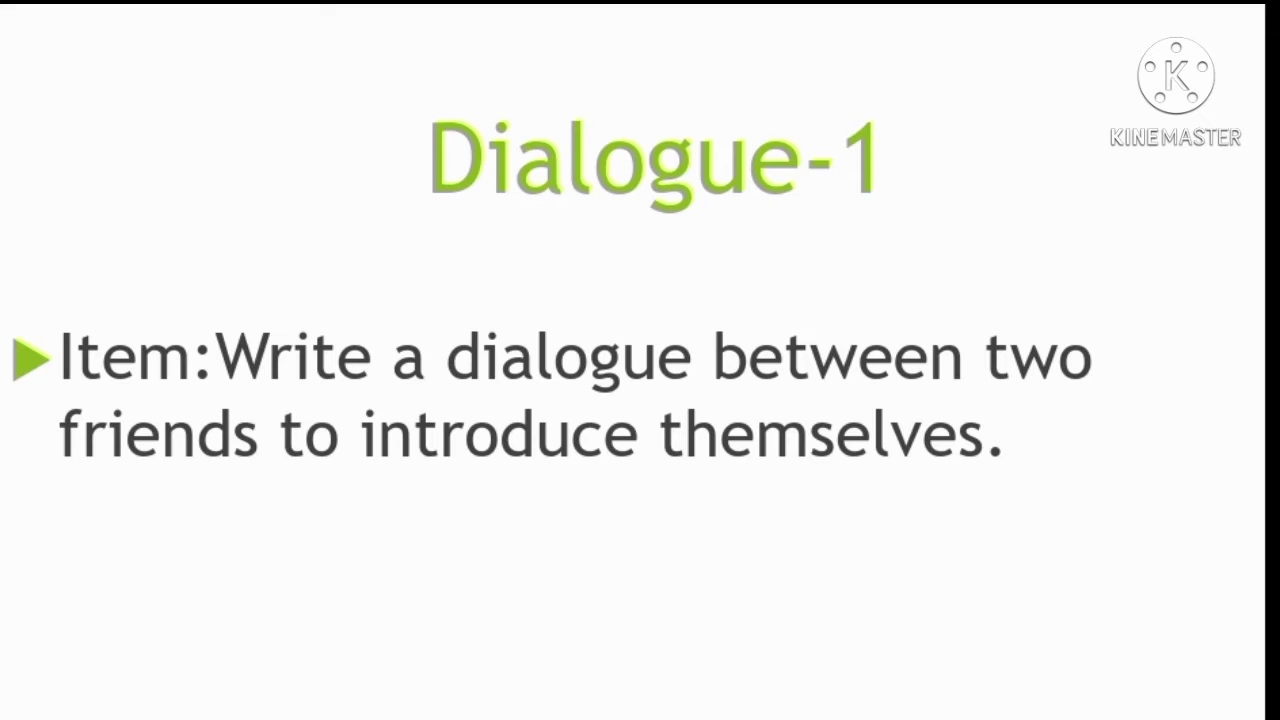 K
KINEMASTER
Dialogue-1
Item:Write a dialogue between two
friends to introduce themselves.